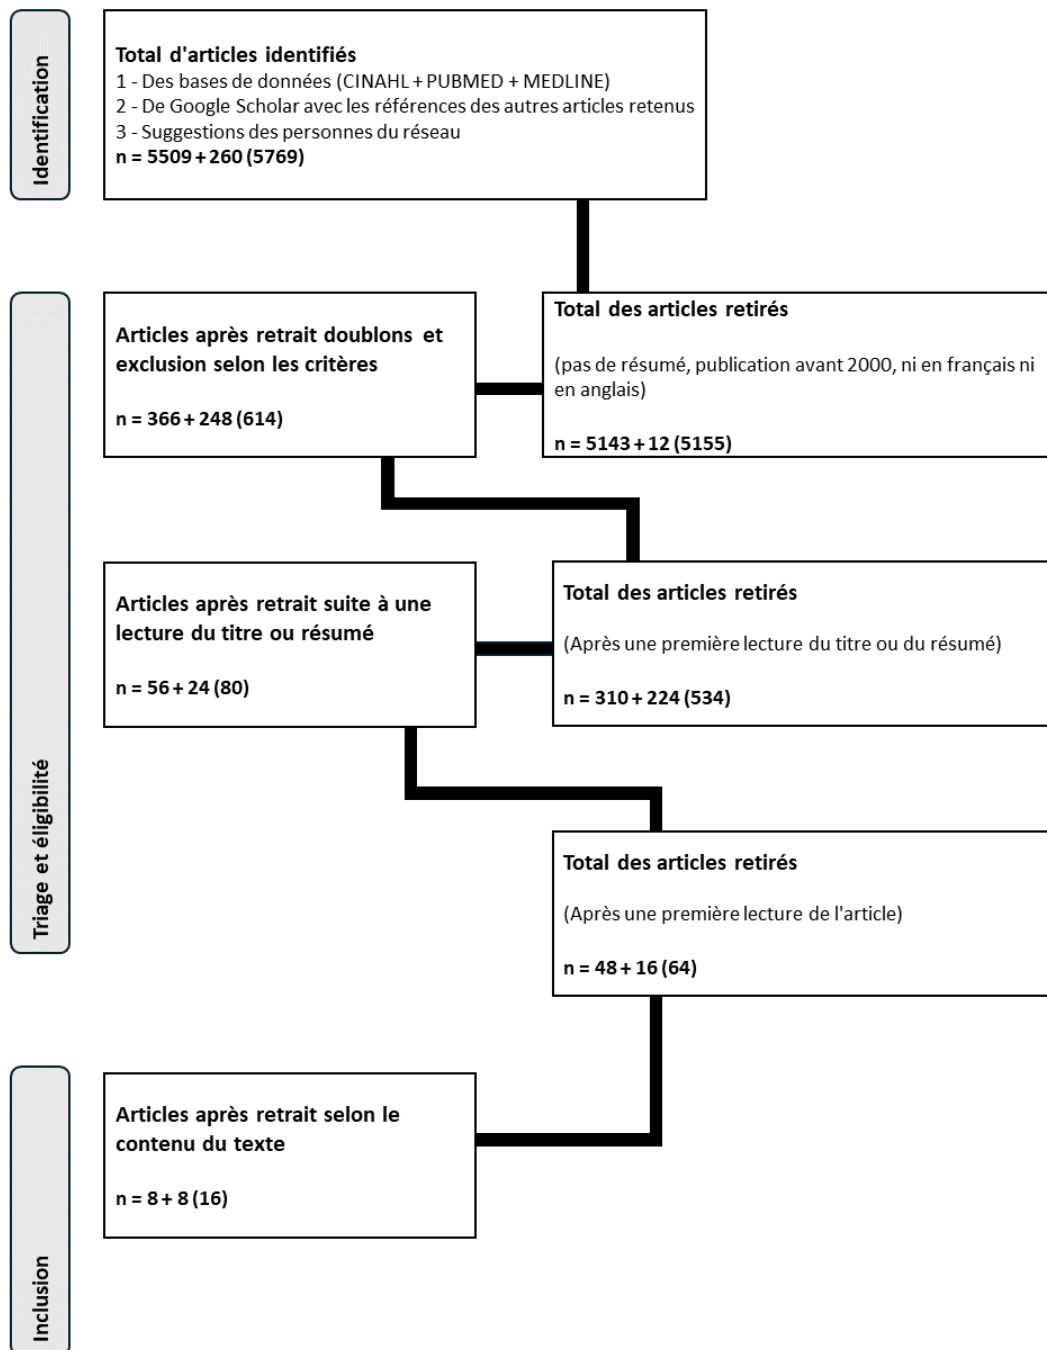 Identification
Total d'articles identifiés
1 - Des bases de données (CINAHL + PUBMED + MEDLINE)
2 - De Google Scholar avec les références des autres articles retenus
3 - Suggestions des personnes du réseau
n = 5509 + 260 (5769)
Triage et éligibilité
Articles après retrait doublons et
exclusion selon les critères
n = 366 + 248 (614)
Total des articles retirés
(pas de résumé, publication avant 2000, ni en français ni
en anglais)
n = 5143 + 12 (5155)
Articles après retrait suite à une
lecture du titre ou résumé
n = 56 + 24 (80)
Total des articles retirés
(Après une première lecture du titre ou du résumé)
n = 310 + 224 (534)
Total des articles retirés
(Après une première lecture de l'article)
n = 48 + 16 (64)
Inclusion
Articles après retrait selon le
contenu du texte
n = 8 + 8 (16)